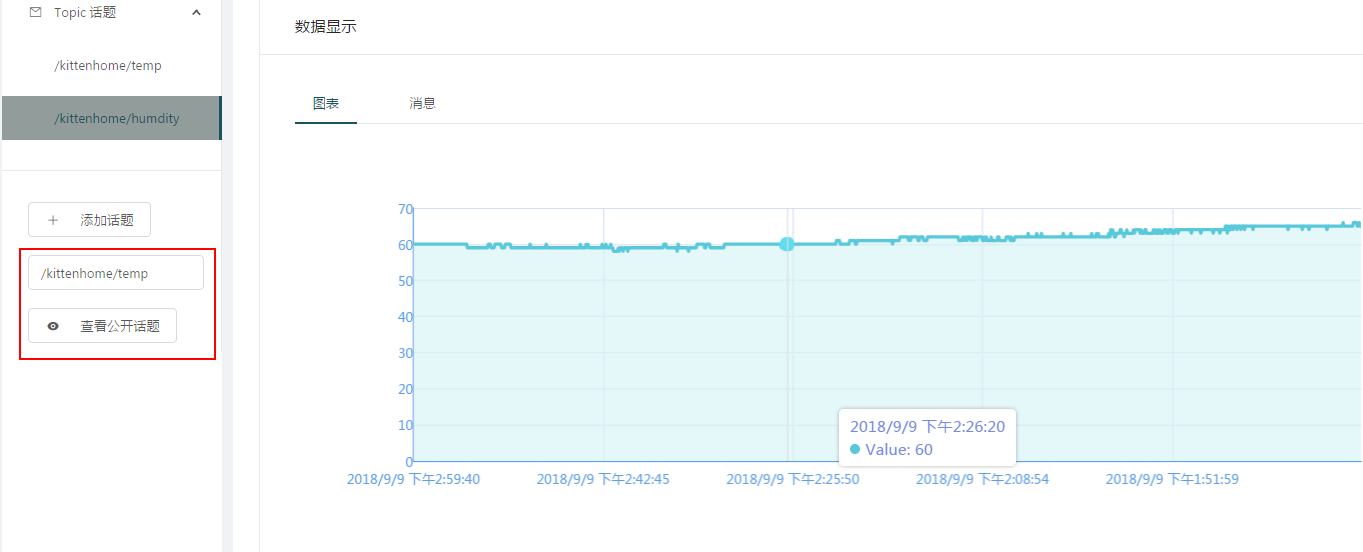 Topic 话题
/kittenhome/temp
/kittenhome/humdity
添加话题
/kittenhome/temp
查看公开话题
数据显示
图表 消息
70
60
50
40
30
20
10
0
2018/9/9 下午2:26:20
Value: 60
2018/9/9 下午2:59:40 2018/9/9 下午2:42:45 2018/9/9 下午2:25:50 2018/9/9 下午2:08:54 2018/9/9 下午1:51:59